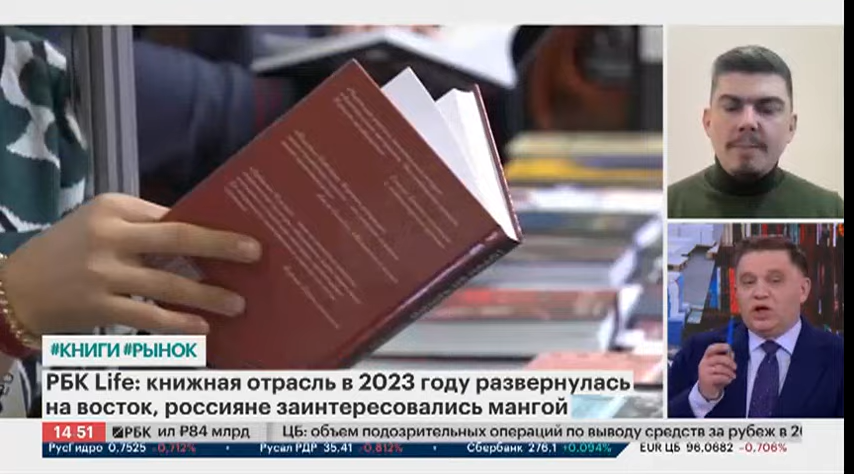 #КНИГИ #РЫНОК
РБК Life: книжная отрасль в 2023 году развернулась
на восток, россияне заинтересовались мангой
14 51 РБК ил ₽84 млрд ЦБ: объем подозрительных операций по выводу средств за рубеж в 20
РусГидро 0,7525 -0,712% Русал РДР 35,41 -0,812% Сбербанк 276,1 +0,094% EUR ЦБ 96,0682 -0,706%